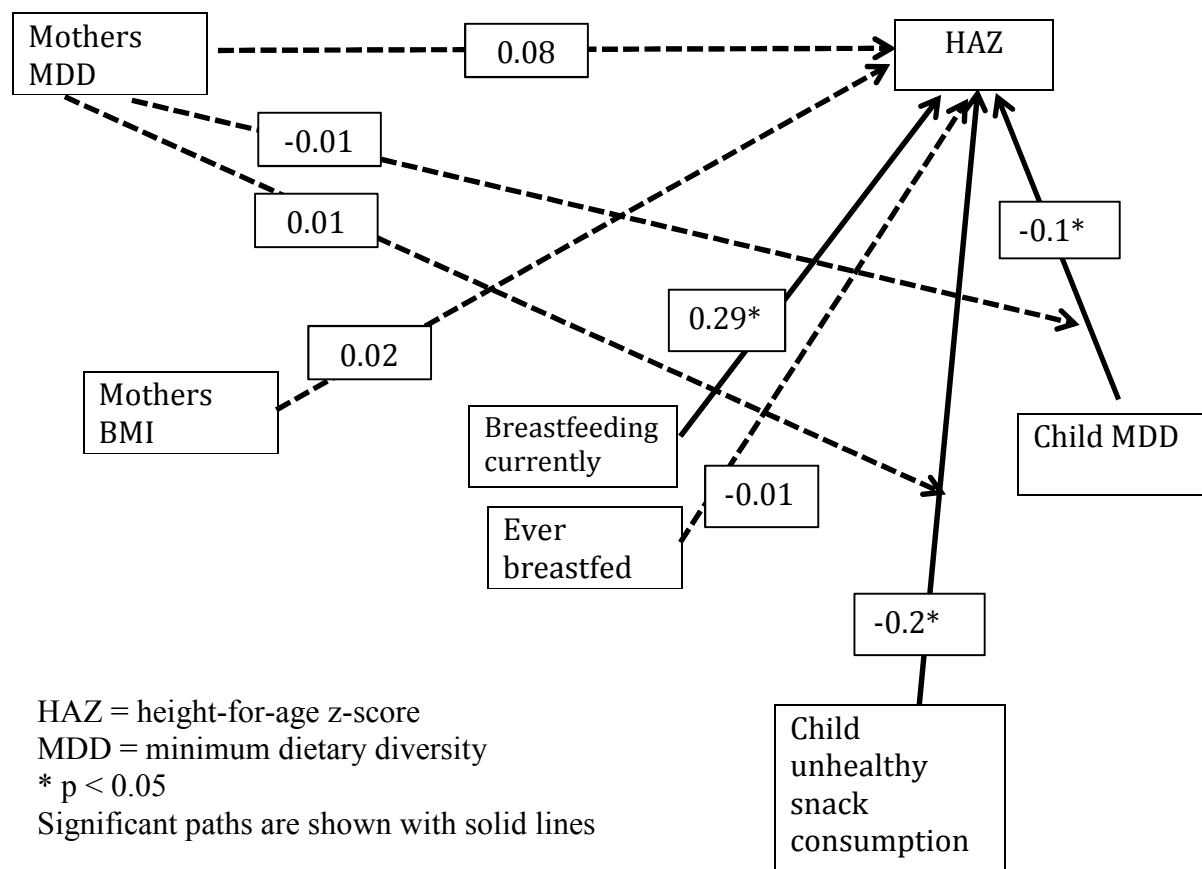 Mothers
MDD
0.08
HAZ
-0.01
0.01
-0.1*
0.29*
0.02
Mothers
BMI
Breastfeeding
currently
Child MDD
-0.01
Ever
breastfed
-0.2*
HAZ = height-for-age z-score
MDD = minimum dietary diversity
* p < 0.05
Significant paths are shown with solid lines
Child
unhealthy
snack
consumption